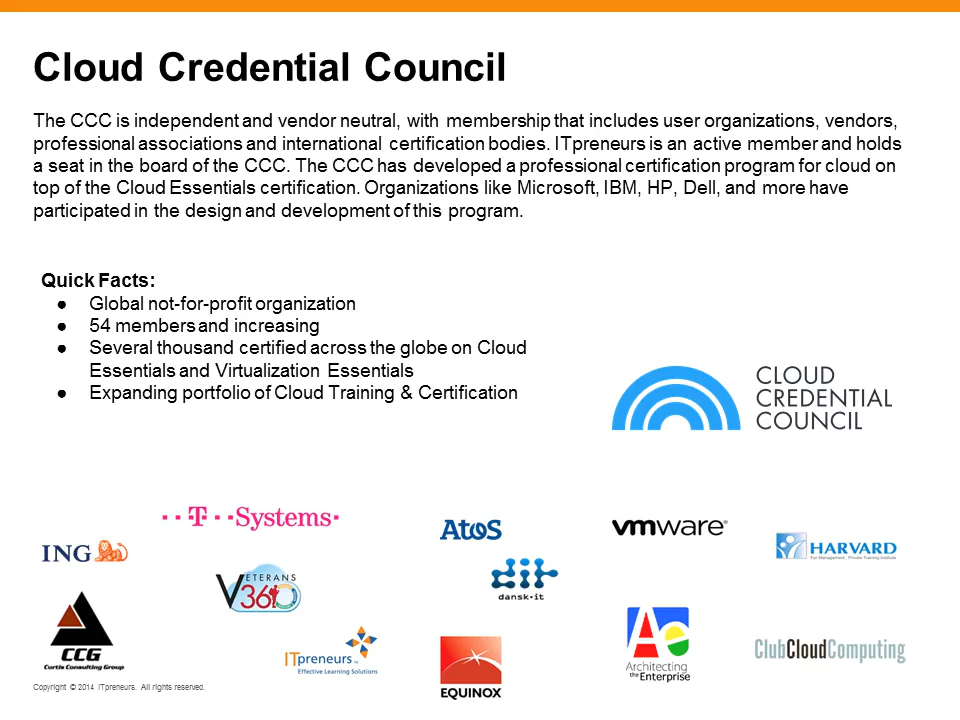 Cloud Credential Council
The CCC is independent and vendor neutral, with membership that includes user organizations, vendors,
professional associations and international certification bodies. ITpreneurs is an active member and holds
a seat in the board of the CCC. The CCC has developed a professional certification program for cloud on
top of the Cloud Essentials certification. Organizations like Microsoft, IBM, HP, Dell, and more have
participated in the design and development of this program.
Quick Facts:
● Global not-for-profit organization
● 54 members and increasing
● Several thousand certified across the globe on Cloud
Essentials and Virtualization Essentials
● Expanding portfolio of Cloud Training & Certification
CLOUD
CREDENTIAL
COUNCIL
T Systems
Atos
vmware®
ING
HARVARD
For Management, Private Training Institute
VETERANS
V360
dit
dansk-it
CCG
Curtis Consulting Group
ITpreneurs™
Effective Learning Solutions
EQUINOX
Ae
Architecting
the Enterprise™
ClubCloudComputing
Copyright © 2014 ITpreneurs. All rights reserved.